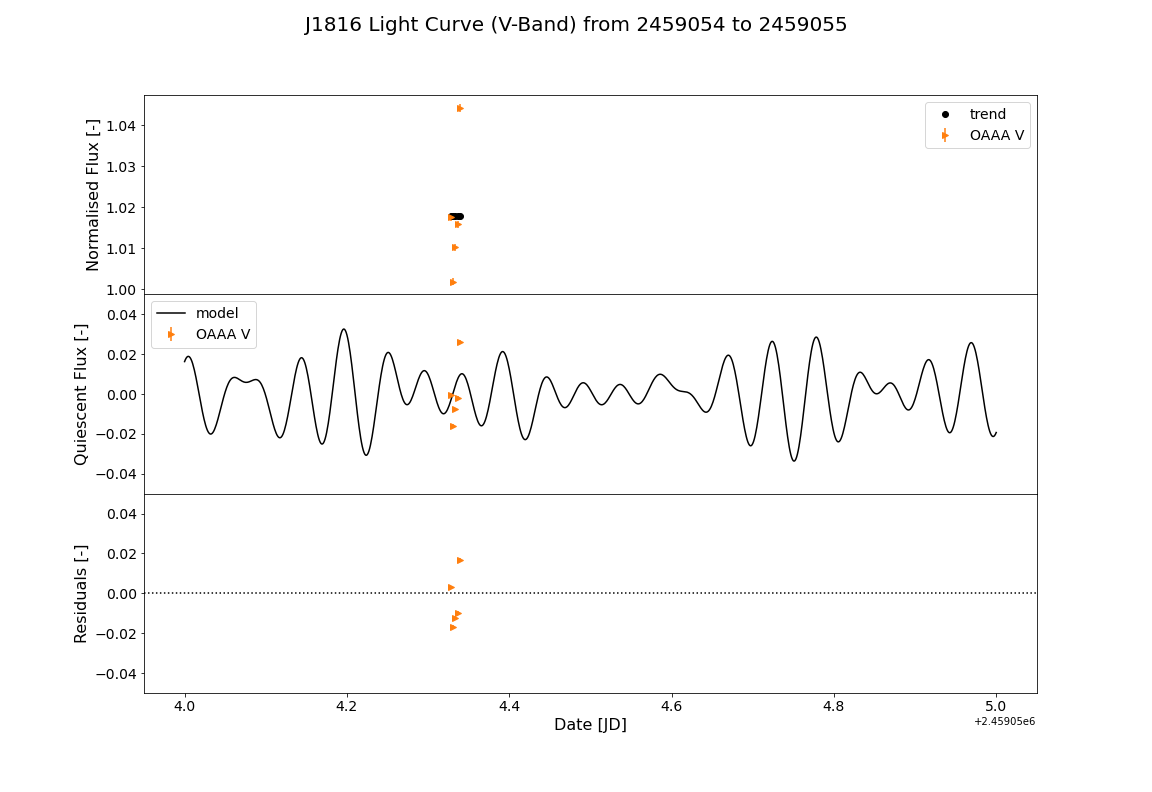 J1816 Light Curve (V-Band) from 2459054 to 2459055
Normalised Flux [-]
1.04
1.03
1.02
1.01
1.00
trend
OAAA V
Quiescent Flux [-]
0.04
0.02
0.00
−0.02
−0.04
model
OAAA V
Residuals [-]
0.04
0.02
0.00
−0.02
−0.04
4.0 4.2 4.4 4.6 4.8 5.0
Date [JD]
+2.45905e6